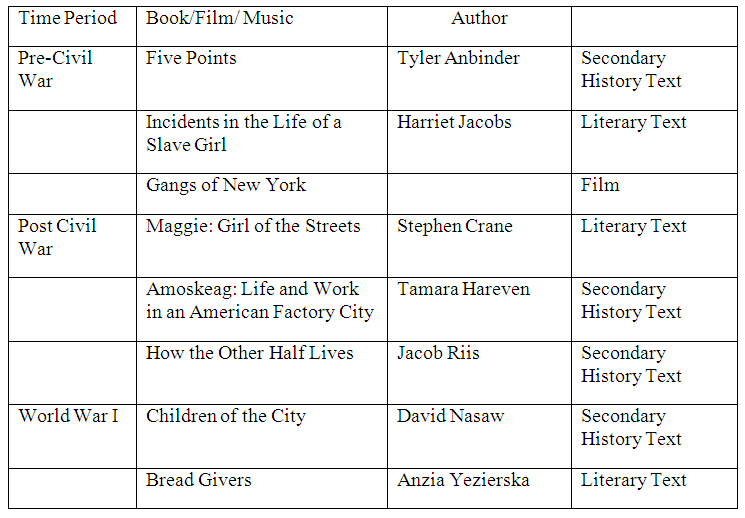 Time Period Book/Film/ Music Author
Pre-Civil Five Points Tyler Anbinder Secondary
War History Text
Incidents in the Life of a Harriet Jacobs Literary Text
Slave Girl
Gangs of New York Film
Post Civil Maggie: Girl of the Streets Stephen Crane Literary Text
War
Amoskeag: Life and Work Tamara Hareven Secondary
in an American Factory City History Text
How the Other Half Lives Jacob Riis Secondary
History Text
World War I Children of the City David Nasaw Secondary
History Text
Bread Givers Anzia Yezierska Literary Text